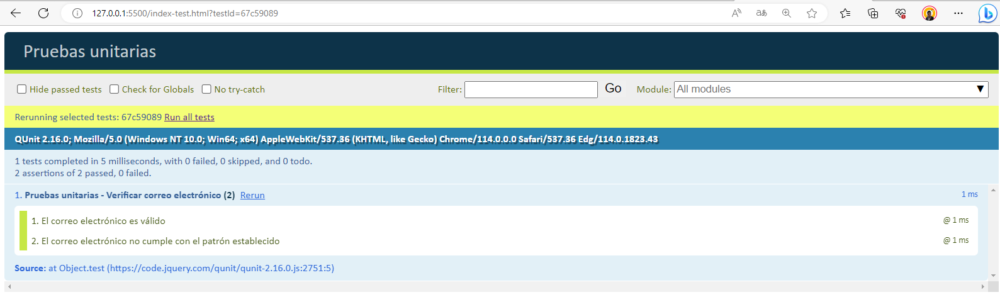 127.0.0.1:5500/index-test.html?testId=67c59089
Pruebas unitarias
Hide passed tests Check for Globals No try-catch Filter: Go Module: All modules ▼
Rerunning selected tests: 67c59089 Run all tests
QUnit 2.16.0; Mozilla/5.0 (Windows NT 10.0; Win64; x64) AppleWebKit/537.36 (KHTML, like Gecko) Chrome/114.0.0.0 Safari/537.36 Edg/114.0.1823.43
1 tests completed in 5 milliseconds, with 0 failed, 0 skipped, and 0 todo.
2 assertions of 2 passed, 0 failed.
1. Pruebas unitarias - Verificar correo electrónico (2) Rerun 1 ms
1. El correo electrónico es válido @ 1 ms
2. El correo electrónico no cumple con el patrón establecido @ 1 ms
Source: at Object.test (https://code.jquery.com/qunit/qunit-2.16.0.js:2751:5)